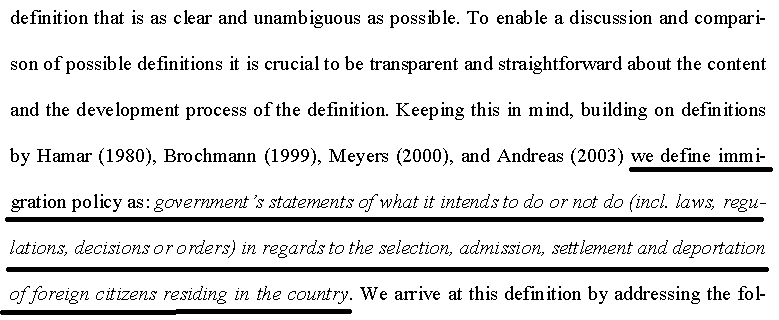 definition that is as clear and unambiguous as possible. To enable a discussion and compari-
son of possible definitions it is crucial to be transparent and straightforward about the content
and the development process of the definition. Keeping this in mind, building on definitions
by Hamar (1980), Brochmann (1999), Meyers (2000), and Andreas (2003) we define immi-
gration policy as: government's statements of what it intends to do or not do (incl. laws, regu-
lations, decisions or orders) in regards to the selection, admission, settlement and deportation
of foreign citizens residing in the country. We arrive at this definition by addressing the fol-